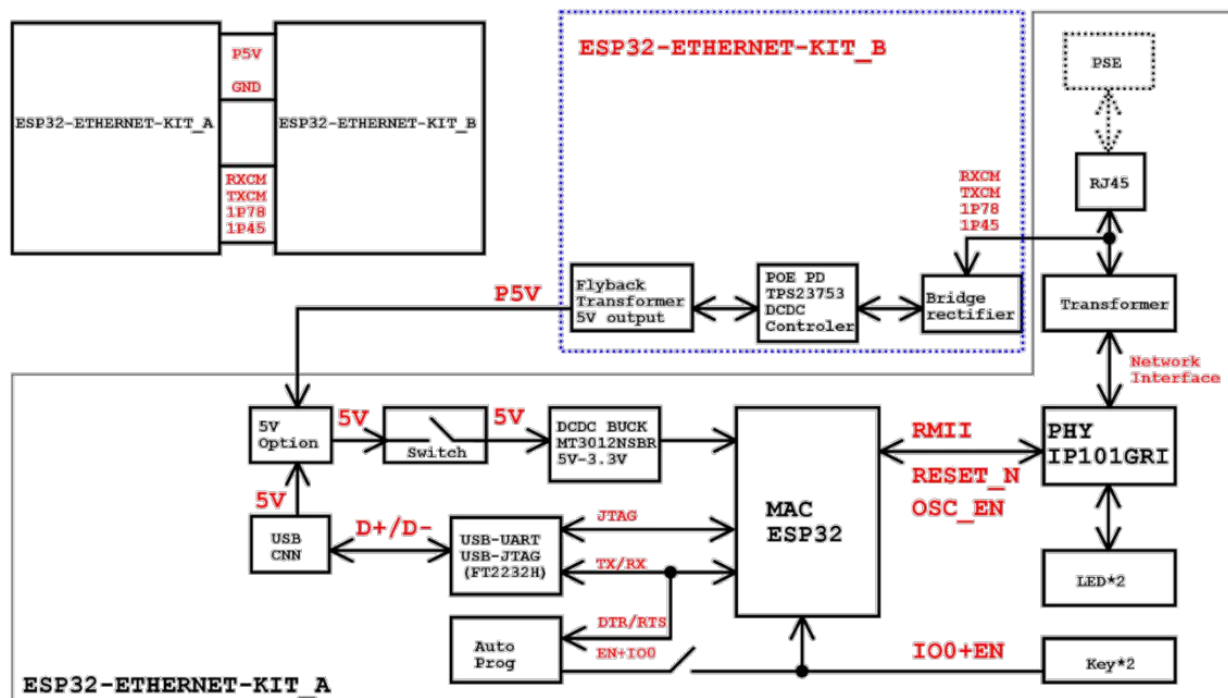 P5V
GND
ESP32-ETHERNET-KIT_A
ESP32-ETHERNET-KIT_B
RXCM
TXCM
1P78
1P45
ESP32-ETHERNET-KIT_B
PSE
RJ45
RXCM
TXCM
1P78
1P45
P5V
Flyback
Transformer
5V output
POE PD
TPS23753
DCDC
Controler
Bridge
rectifier
Transformer
Network
Interface
5V
Option
5V
Switch
5V
DCDC BUCK
MT3012NSBR
5V-3.3V
MAC
ESP32
RMII
RESET_N
OSC_EN
PHY
IP101GRI
5V
USB
CNN
D+/D-
USB-UART
USB-JTAG
(FT2232H)
JTAG
TX/RX
LED*2
DTR/RTS
Auto
Prog
EN+IO0
IO0+EN
Key*2
ESP32-ETHERNET-KIT_A